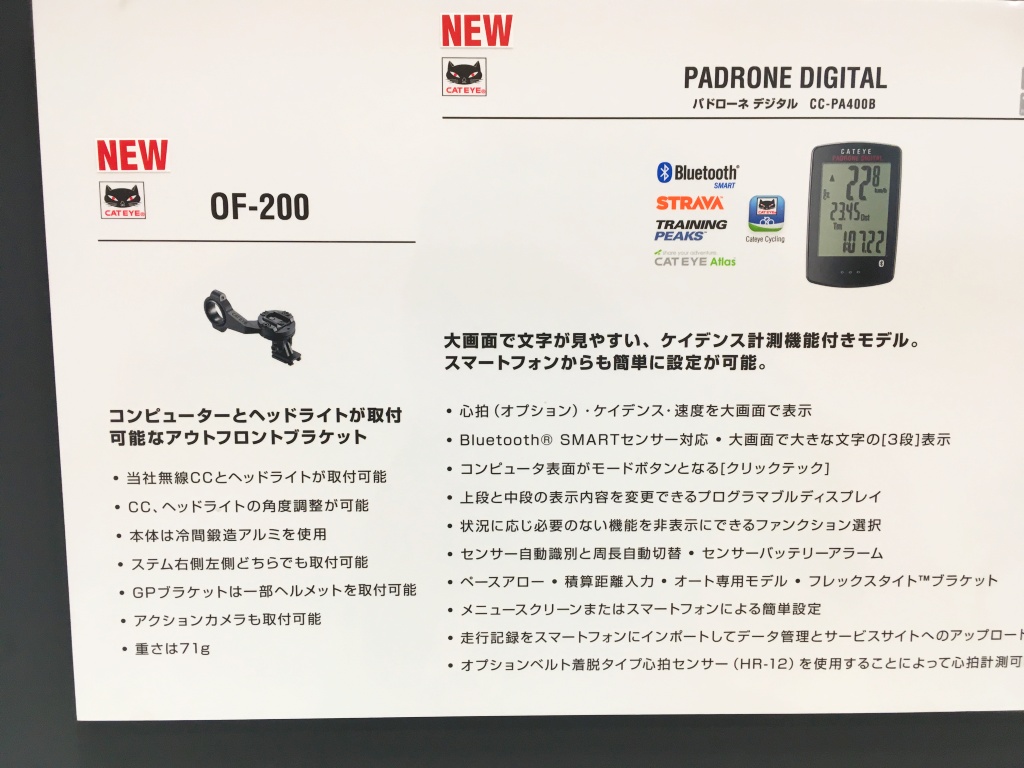 NEW
CATEYE®
OF-200
コンピューターとヘッドライトが取付
可能なアウトフロントブラケット
• 当社無線CCとヘッドライトが取付可能
• CC、ヘッドライトの角度調整が可能
• 本体は冷間鍛造アルミを使用
• ステム右側左側どちらでも取付可能
• GPブラケットは一部ヘルメットを取付可能
• アクションカメラも取付可能
• 重さは71g
NEW
CATEYE®
PADRONE DIGITAL
パドローネ デジタル CC-PA400B
Bluetooth®
SMART
STRAVA
TRAINING
PEAKS
share your adventure.
CATEYE Atlas
CATEYE
Cateye Cycling
CATEYE
PADRONE DIGITAL
22.8 km/h
23.45 Dst
Tm
1:07.22
大画面で文字が見やすい、ケイデンス計測機能付きモデル。
スマートフォンからも簡単に設定が可能。
• 心拍（オプション）・ケイデンス・速度を大画面で表示
• Bluetooth® SMARTセンサー対応 • 大画面で大きな文字の[3段]表示
• コンピュータ表面がモードボタンとなる[クリックテック]
• 上段と中段の表示内容を変更できるプログラマブルディスプレイ
• 状況に応じ必要のない機能を非表示にできるファンクション選択
• センサー自動識別と周長自動切替 • センサーバッテリーアラーム
• ペースアロー • 積算距離入力 • オート専用モデル • フレックスタイト™ブラケット
• メニュースクリーンまたはスマートフォンによる簡単設定
• 走行記録をスマートフォンにインポートしてデータ管理とサービスサイトへのアップロート
• オプションベルト着脱タイプ心拍センサー（HR-12）を使用することによって心拍計測可